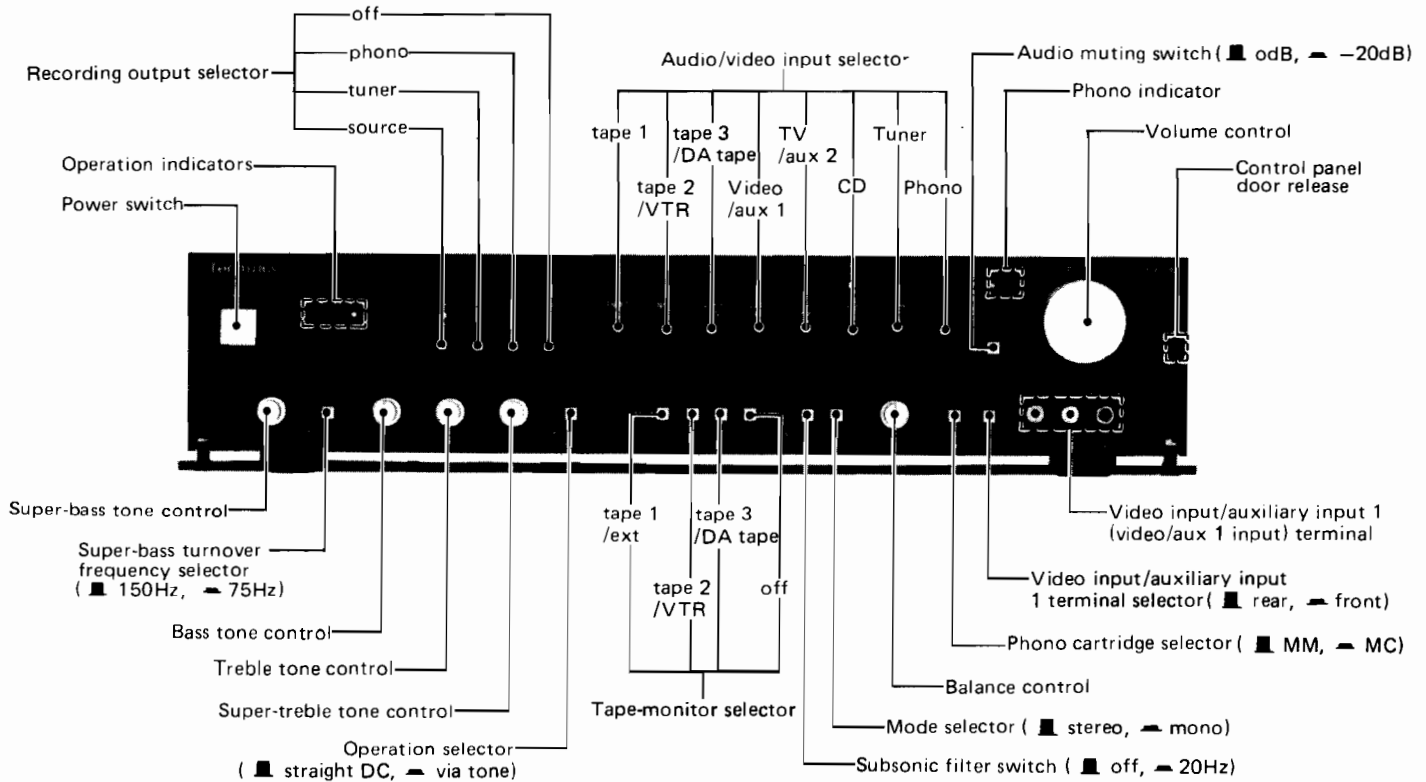 off
phono
Recording output selector
tuner
source
Operation indicators
Power switch
Audio/video input selector
tape 1
tape 2
/VTR
tape 3
/DA tape
Video
/aux 1
TV
/aux 2
CD
Tuner
Phono
Audio muting switch ( ▟ odB, ▬ −20dB)
Phono indicator
Volume control
Control panel
door release
Technics
Super-bass tone control
Super-bass turnover
frequency selector
( ▟ 150Hz, ▬ 75Hz)
Bass tone control
Treble tone control
Super-treble tone control
Operation selector
( ▟ straight DC, ▬ via tone)
tape 1
/ext
tape 2
/VTR
tape 3
/DA tape
off
Tape-monitor selector
Video input/auxiliary input 1
(video/aux 1 input) terminal
Video input/auxiliary input
1 terminal selector ( ▟ rear, ▬ front)
Phono cartridge selector ( ▟ MM, ▬ MC)
Balance control
Mode selector ( ▟ stereo, ▬ mono)
Subsonic filter switch ( ▟ off, ▬ 20Hz)